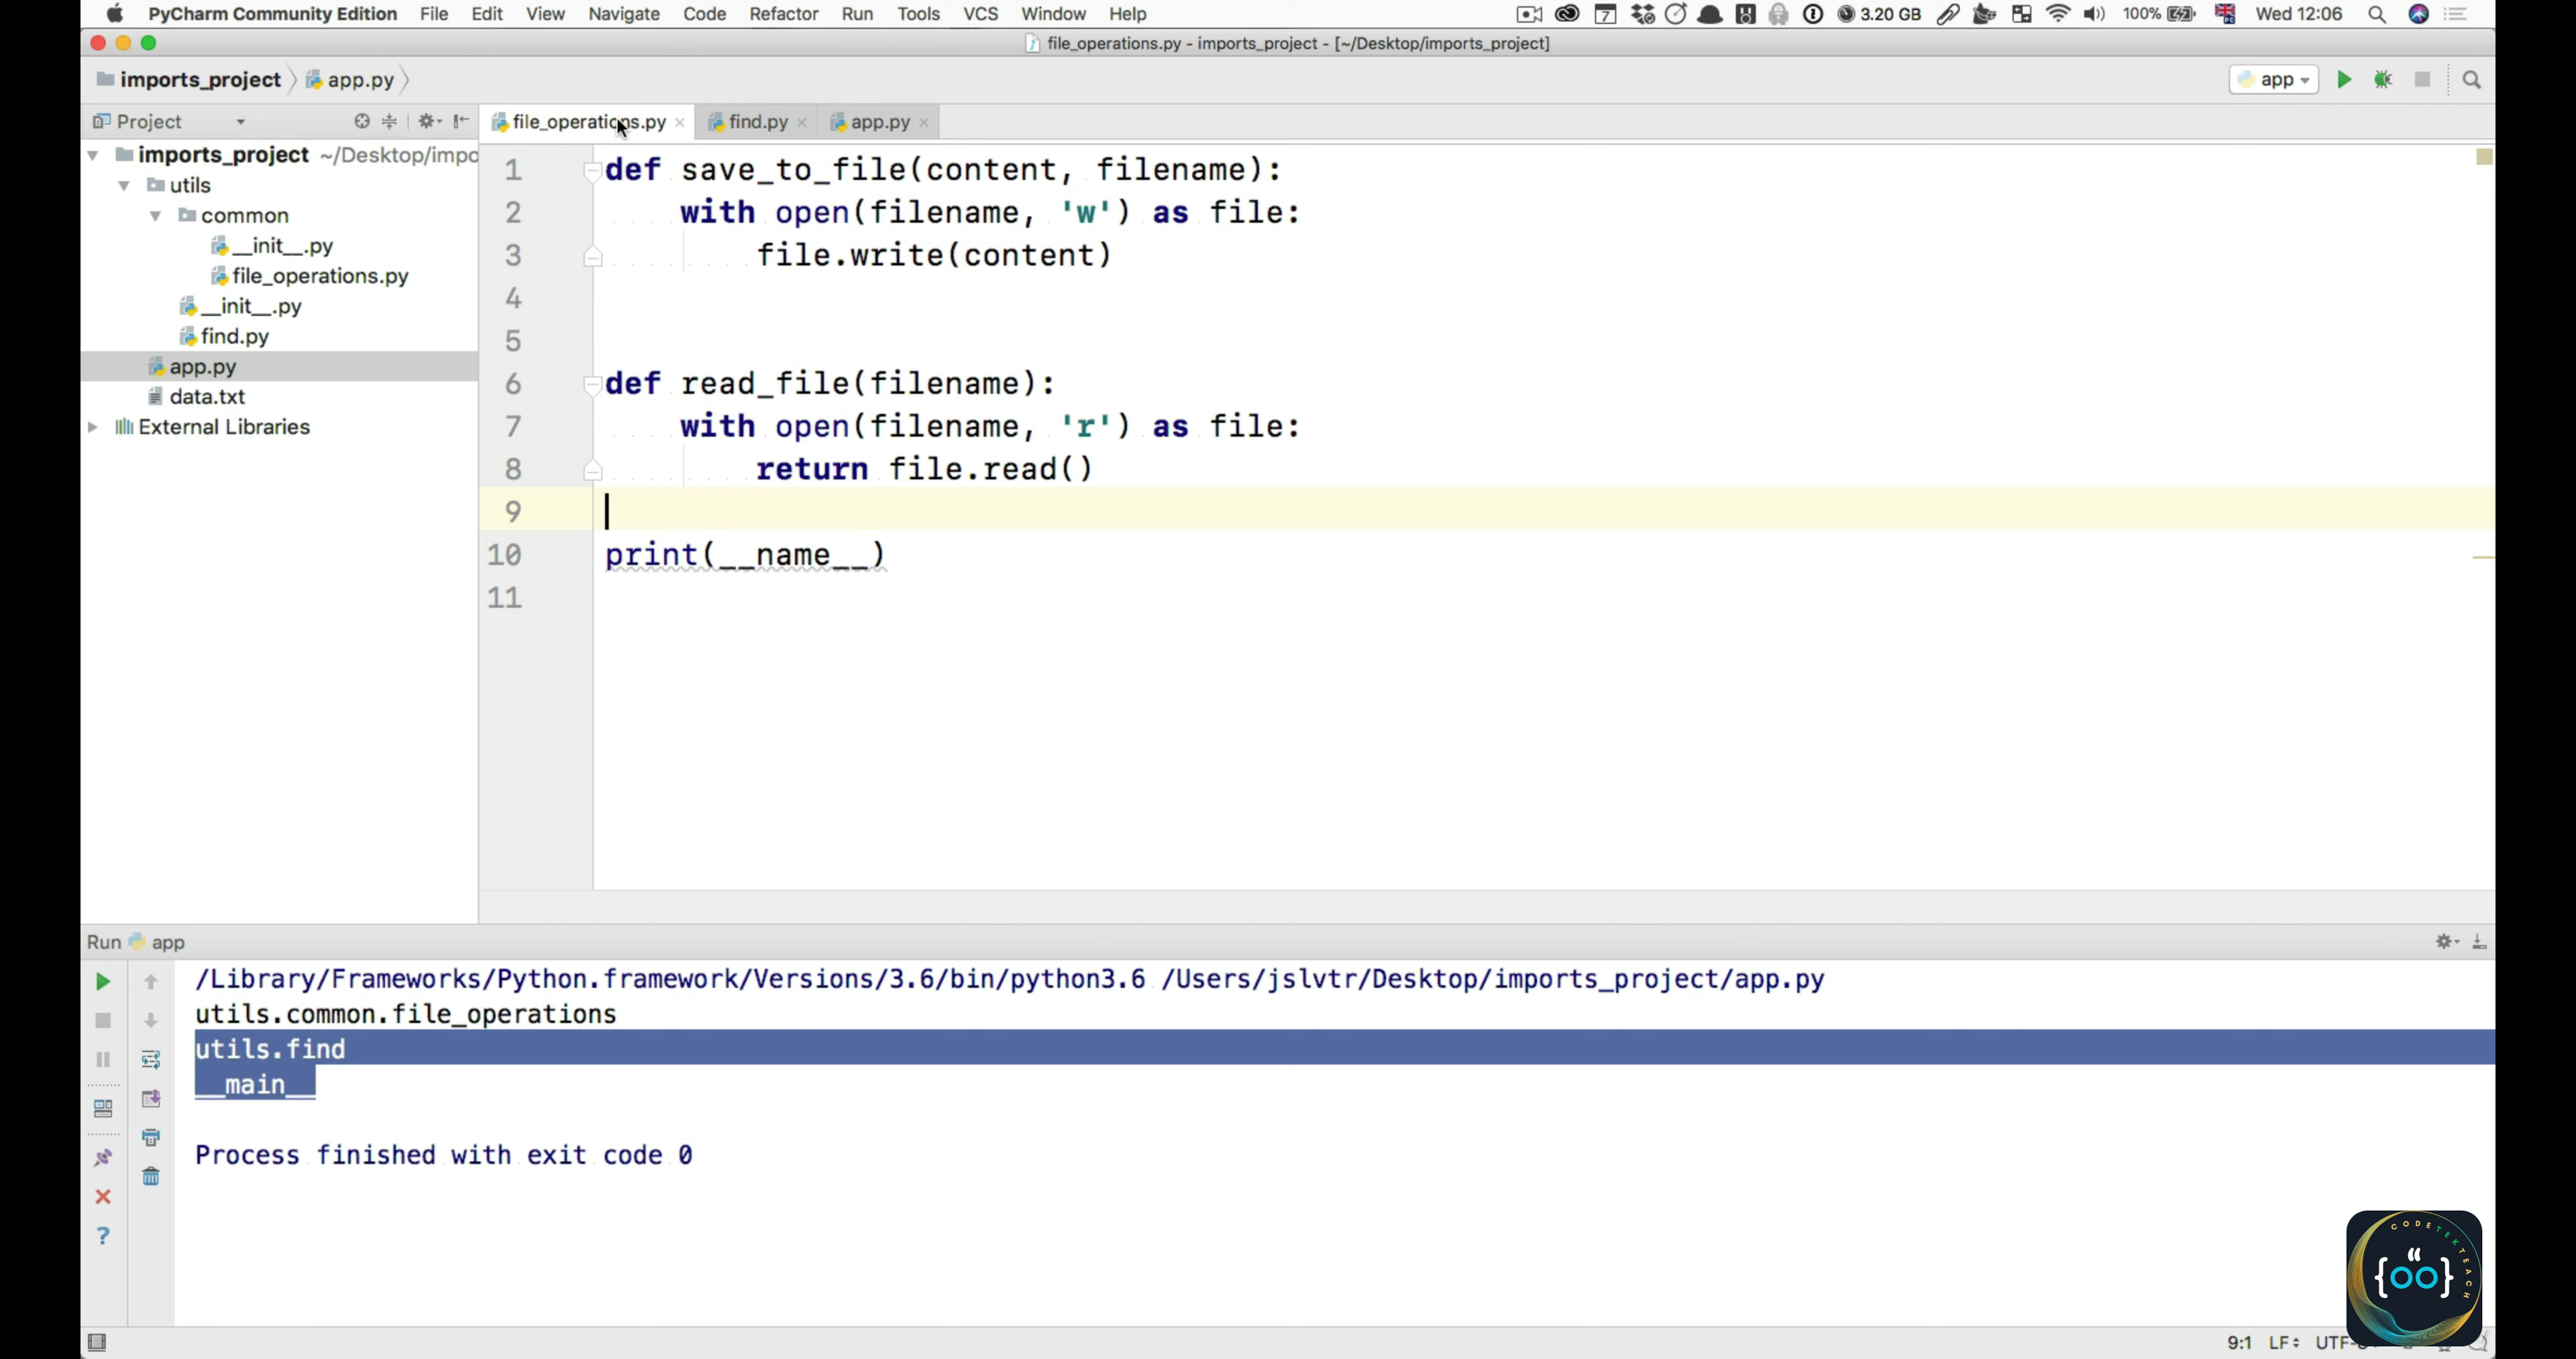 PyCharm Community Edition File Edit View Navigate Code Refactor Run Tools VCS Window Help 7 3.20 GB 100% Wed 12:06
file_operations.py - imports_project - [~/Desktop/imports_project]
imports_project app.py app
Project file_operations.py find.py app.py
imports_project ~/Desktop/impo
utils
common
__init__.py
file_operations.py
__init__.py
find.py
app.py
data.txt
External Libraries
1 def save_to_file(content, filename):
2 with open(filename, 'w') as file:
3 file.write(content)
4
5
6 def read_file(filename):
7 with open(filename, 'r') as file:
8 return file.read()
9
10 print(__name__)
11
Run app
/Library/Frameworks/Python.framework/Versions/3.6/bin/python3.6 /Users/jslvtr/Desktop/imports_project/app.py
utils.common.file_operations
utils.find
__main__
Process finished with exit code 0
CODETEKTEACH
9:1 LF UTF-